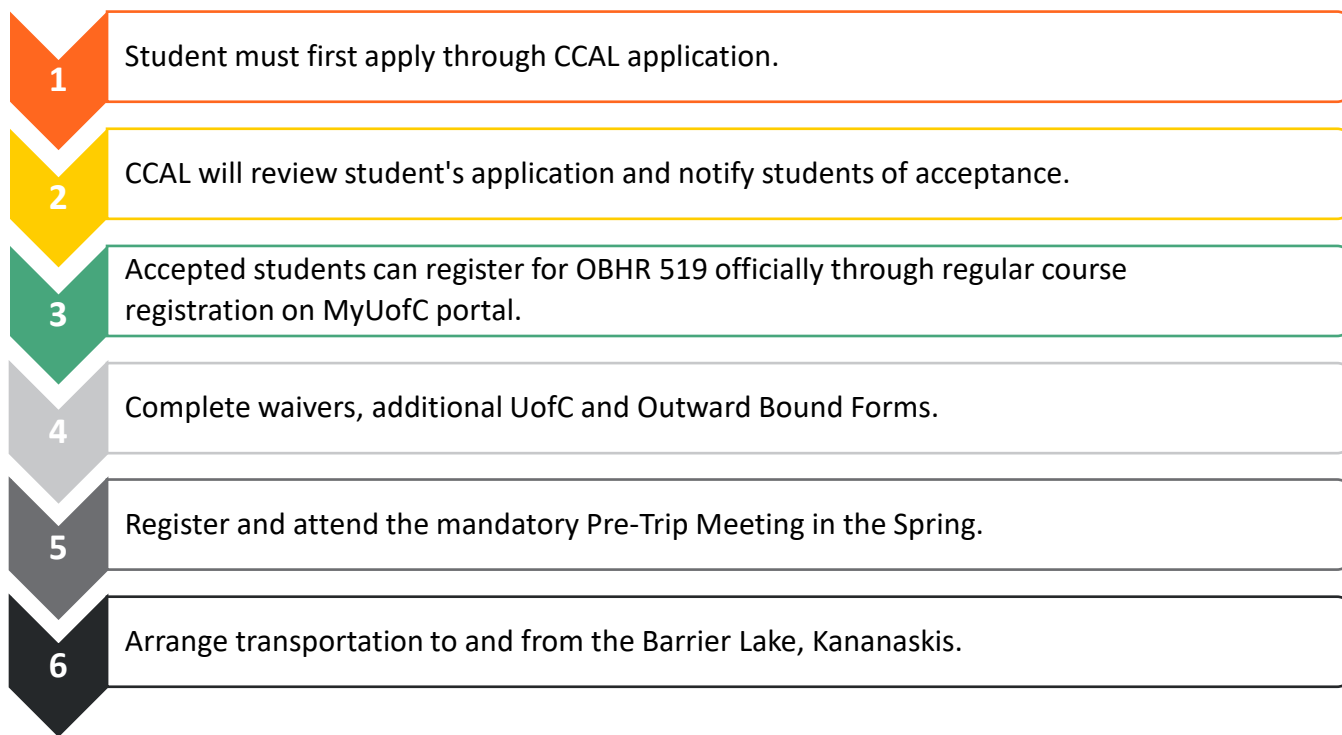 1
Student must first apply through CCAL application.
2
CCAL will review student's application and notify students of acceptance.
3
Accepted students can register for OBHR 519 officially through regular course
registration on MyUofC portal.
4
Complete waivers, additional UofC and Outward Bound Forms.
5
Register and attend the mandatory Pre-Trip Meeting in the Spring.
6
Arrange transportation to and from the Barrier Lake, Kananaskis.